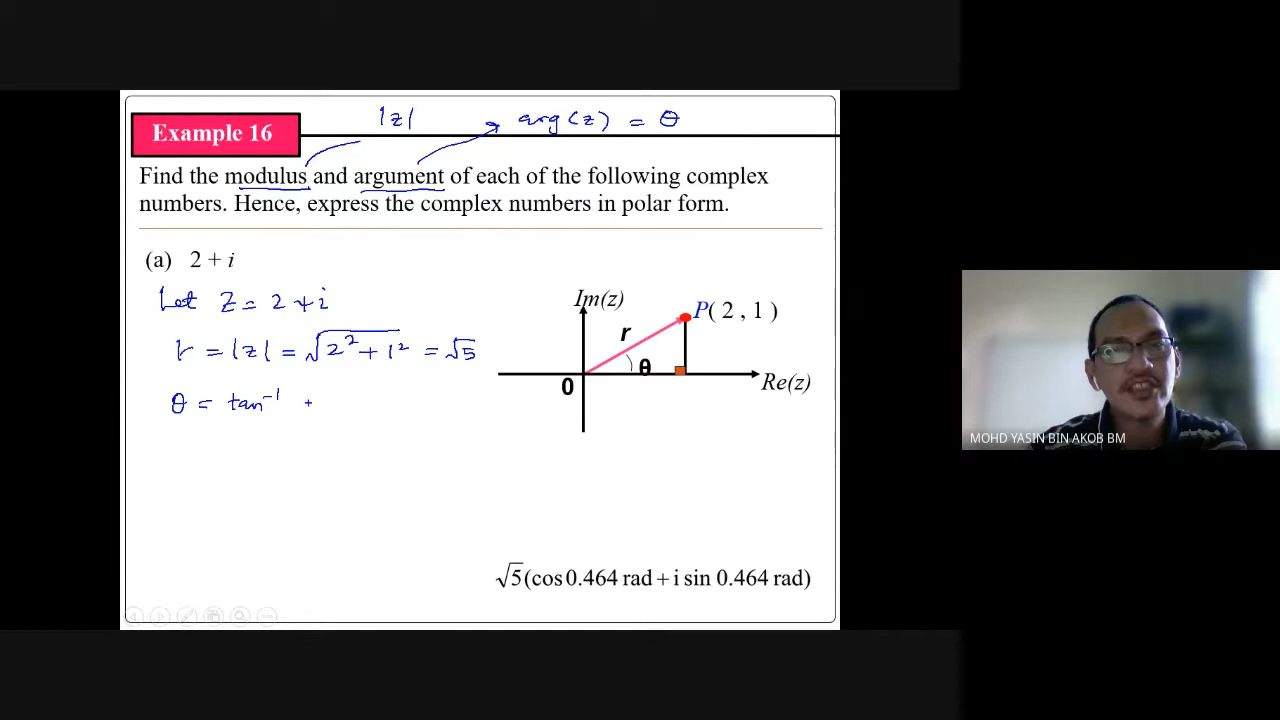 |z| arg(z) = θ
Example 16
Find the modulus and argument of each of the following complex
numbers. Hence, express the complex numbers in polar form.
(a) 2 + i
Let z = 2 + i
r = |z| = √2² + 1² = √5
θ = tan⁻¹
Im(z)
P( 2 , 1 )
r
θ
0
Re(z)
√5(cos 0.464 rad + i sin 0.464 rad)
MOHD YASIN BIN AKOB BM